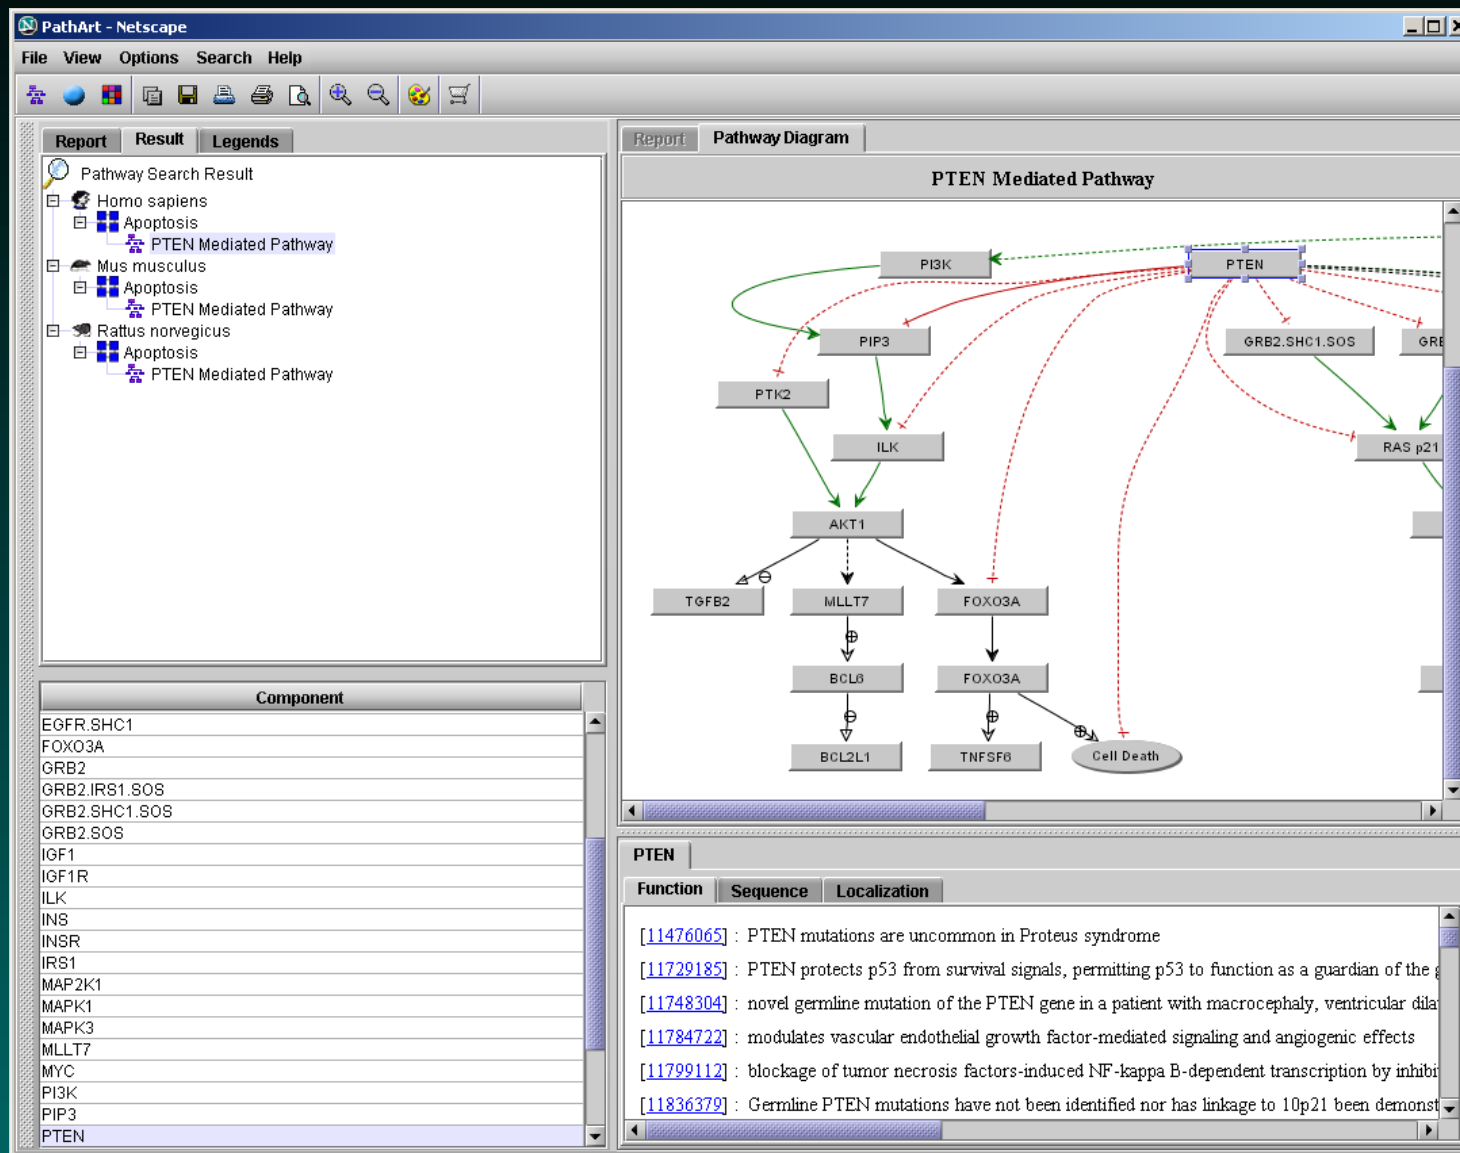 PathArt - Netscape
File View Options Search Help
Report Result Legends
Pathway Search Result
Homo sapiens
Apoptosis
PTEN Mediated Pathway
Mus musculus
Apoptosis
PTEN Mediated Pathway
Rattus norvegicus
Apoptosis
PTEN Mediated Pathway
Component
EGFR.SHC1
FOXO3A
GRB2
GRB2.IRS1.SOS
GRB2.SHC1.SOS
GRB2.SOS
IGF1
IGF1R
ILK
INS
INSR
IRS1
MAP2K1
MAPK1
MAPK3
MLLT7
MYC
PI3K
PIP3
PTEN
Report Pathway Diagram
PTEN Mediated Pathway
PI3K PTEN
PIP3 GRB2.SHC1.SOS GRB
PTK2
ILK RAS p21
AKT1
TGFB2 MLLT7 FOXO3A
BCL6 FOXO3A
BCL2L1 TNFSF6 Cell Death
PTEN
Function Sequence Localization
[11476065] : PTEN mutations are uncommon in Proteus syndrome
[11729185] : PTEN protects p53 from survival signals, permitting p53 to function as a guardian of the
[11748304] : novel germline mutation of the PTEN gene in a patient with macrocephaly, ventricular dila
[11784722] : modulates vascular endothelial growth factor-mediated signaling and angiogenic effects
[11799112] : blockage of tumor necrosis factors-induced NF-kappa B-dependent transcription by inhibi
[11836379] : Germline PTEN mutations have not been identified nor has linkage to 10p21 been demonst